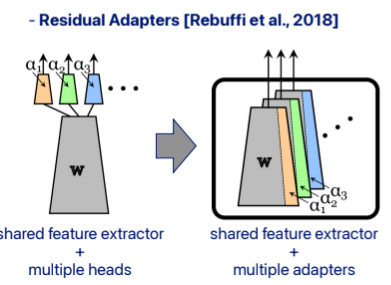 - Residual Adapters [Rebuffi et al., 2018]
α₁ α₂ α₃
w
w
α₃
α₂
α₁
shared feature extractor
+
multiple heads
shared feature extractor
+
multiple adapters